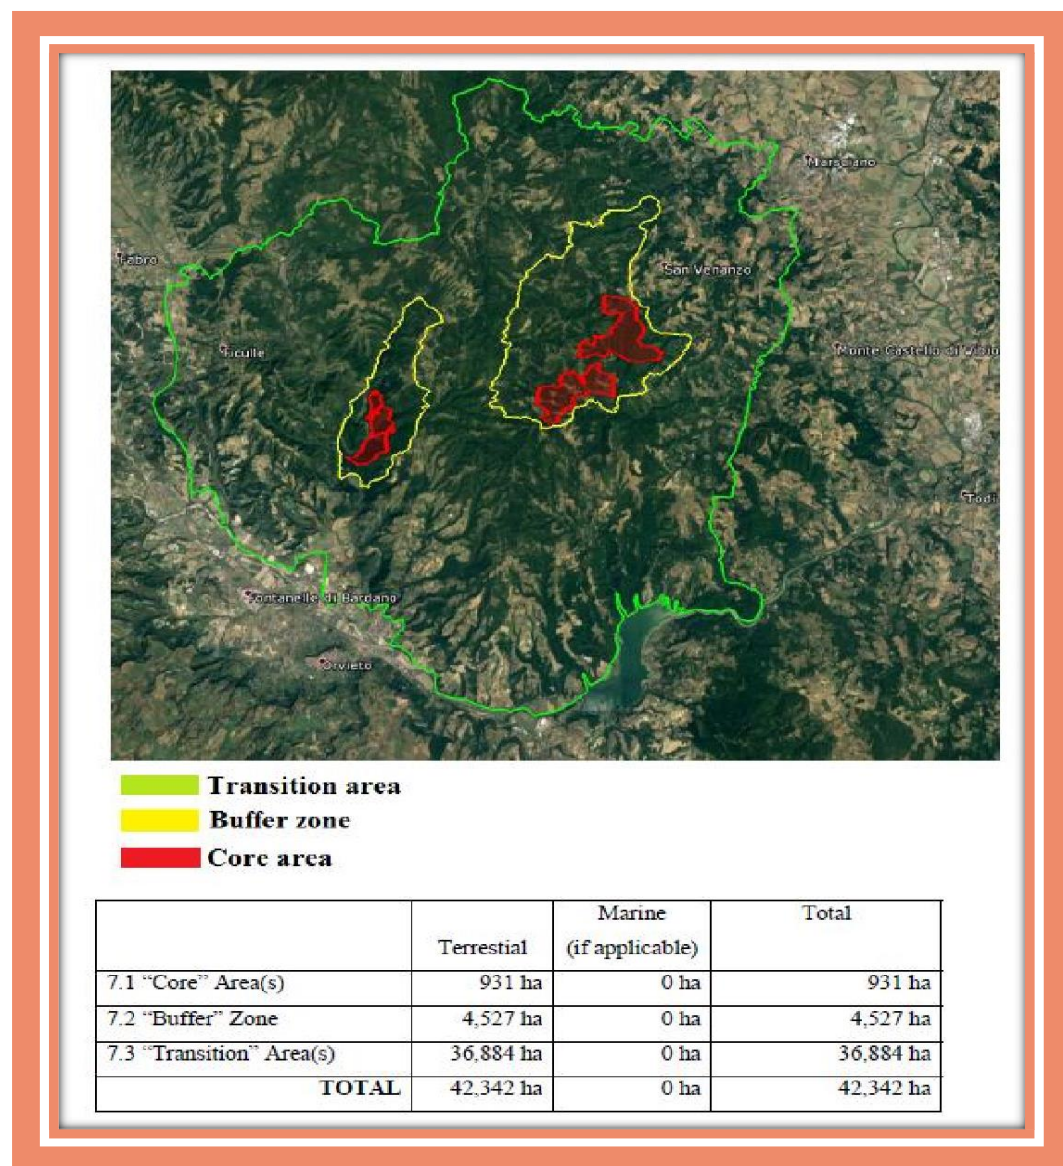 Marsciano
Fabro
San Venanzo
Ficulle
Monte Castello di Vibio
Todi
Fontanelle di Bardano
Orvieto
Transition area
Buffer zone
Core area
Terrestial Marine (if applicable) Total
7.1 “Core” Area(s) 931 ha 0 ha 931 ha
7.2 “Buffer” Zone 4,527 ha 0 ha 4,527 ha
7.3 “Transition” Area(s) 36,884 ha 0 ha 36,884 ha
TOTAL 42,342 ha 0 ha 42,342 ha